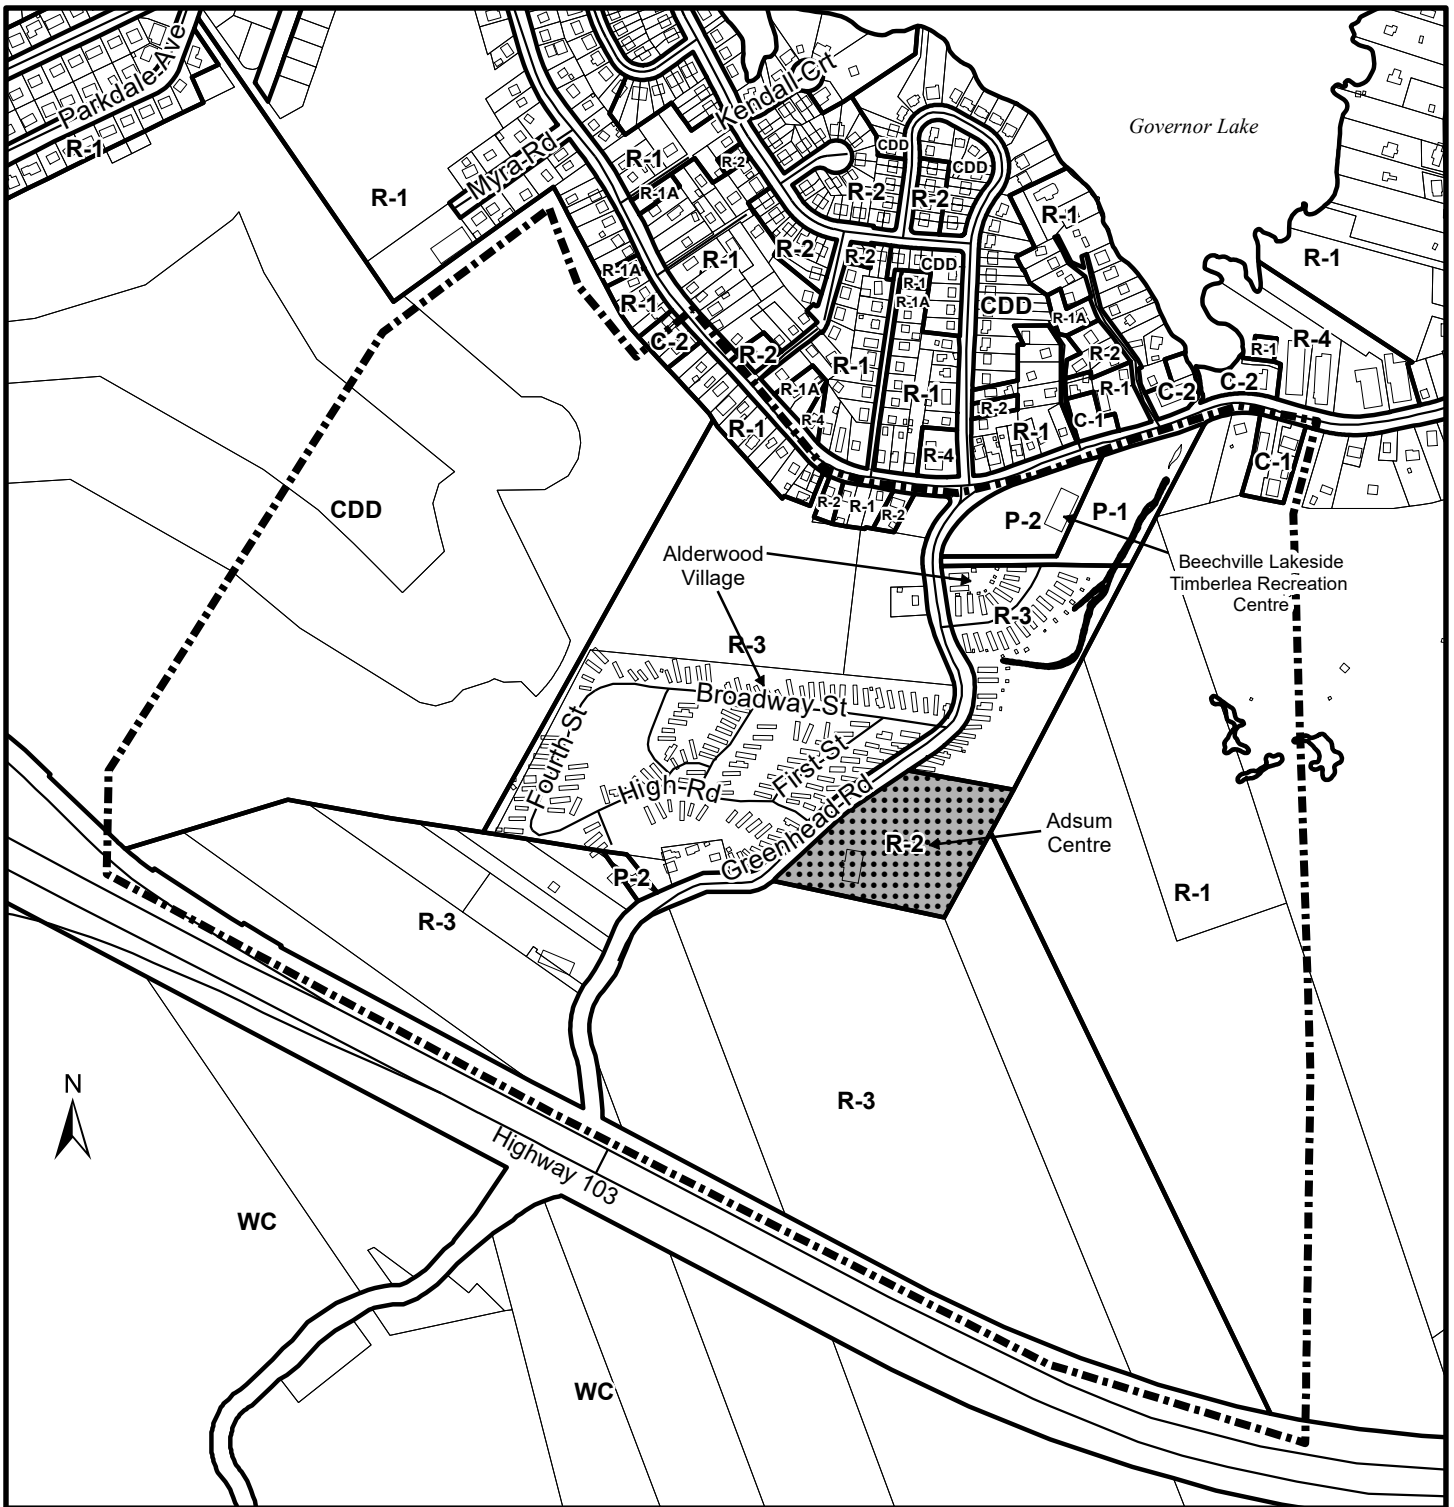 Parkdale Ave
Kendall Crt
Governor Lake
R-1
R-1
R-2
CDD
CDD
Myra Rd
R-1
R-1A
R-2
R-2
R-1
R-1
R-2
R-1
R-2
CDD
R-1
R-1A
R-1
R-1A
CDD
R-1
R-1A
C-2
R-2
R-1
R-1A
R-2
R-1
R-4
R-1
R-1A
R-1
R-2
C-1
C-2
C-2
R-4
R-1
R-1
R-4
C-1
CDD
R-2
R-1
R-2
P-2
P-1
Alderwood
Village
Beechville Lakeside
Timberlea Recreation
Centre
R-3
R-3
Broadway St
Fourth St
First St
High Rd
Greenhead Rd
Adsum
Centre
R-2
P-2
R-1
R-3
N
R-3
Highway 103
WC
WC